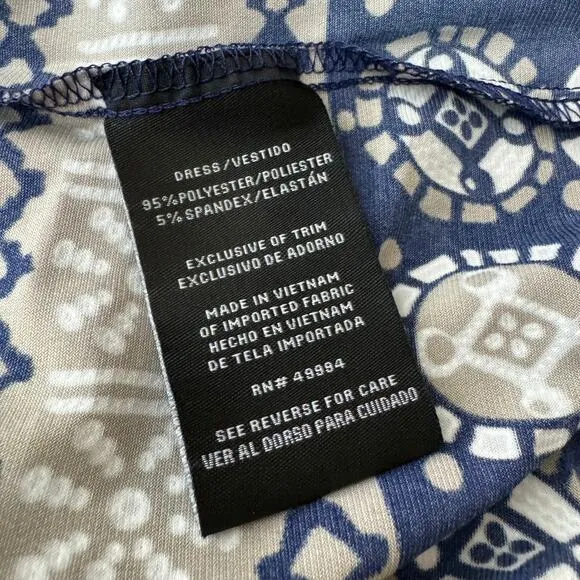 DRESS/VESTIDO
95%POLYESTER/POLIESTER
5% SPANDEX/ELASTÁN
EXCLUSIVE OF TRIM
EXCLUSIVO DE ADORNO
MADE IN VIETNAM
OF IMPORTED FABRIC
HECHO EN VIETNAM
DE TELA IMPORTADA
RN# 49994
SEE REVERSE FOR CARE
VER AL DORSO PARA CUIDADO